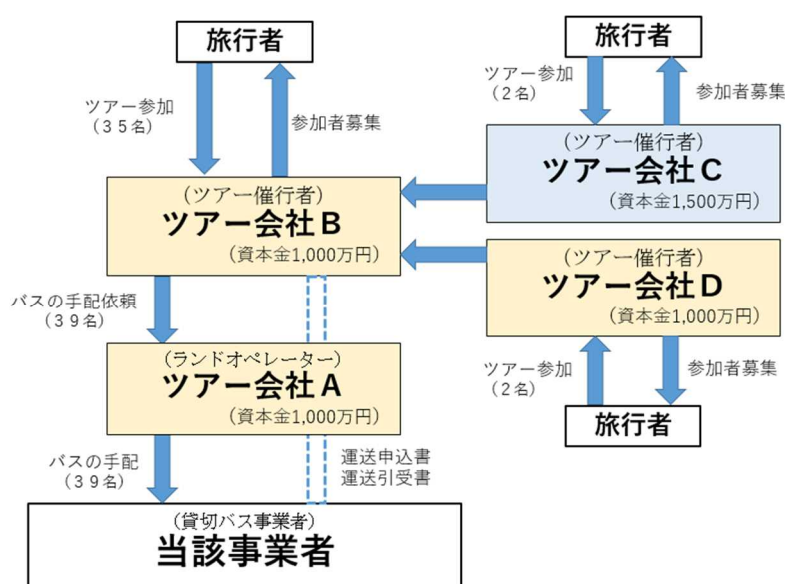 旅行者
ツアー参加
（３５名）
参加者募集
（ツアー催行者）
ツアー会社Ｂ
（資本金1,000万円）
バスの手配依頼
（３９名）
（ランドオペレーター）
ツアー会社Ａ
（資本金1,000万円）
バスの手配
（３９名）
運送申込書
運送引受書
（貸切バス事業者）
当該事業者
旅行者
ツアー参加
（2名）
参加者募集
（ツアー催行者）
ツアー会社Ｃ
（資本金1,500万円）
（ツアー催行者）
ツアー会社Ｄ
（資本金1,000万円）
ツアー参加
（2名）
参加者募集
旅行者